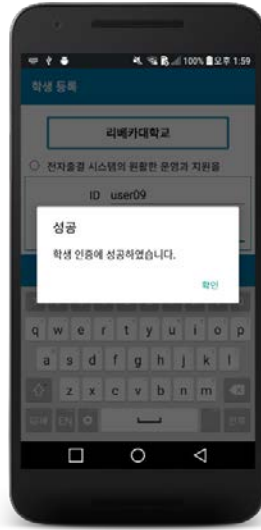 100% 오후 1:59
학생 등록
리베카대학교
전자출결 시스템의 원활한 운영과 지원을
ID user09
성공
학생 인증에 성공하였습니다.
확인
q w e r t y u i o p
a s d f g h j k l
z x c v b n m
EN